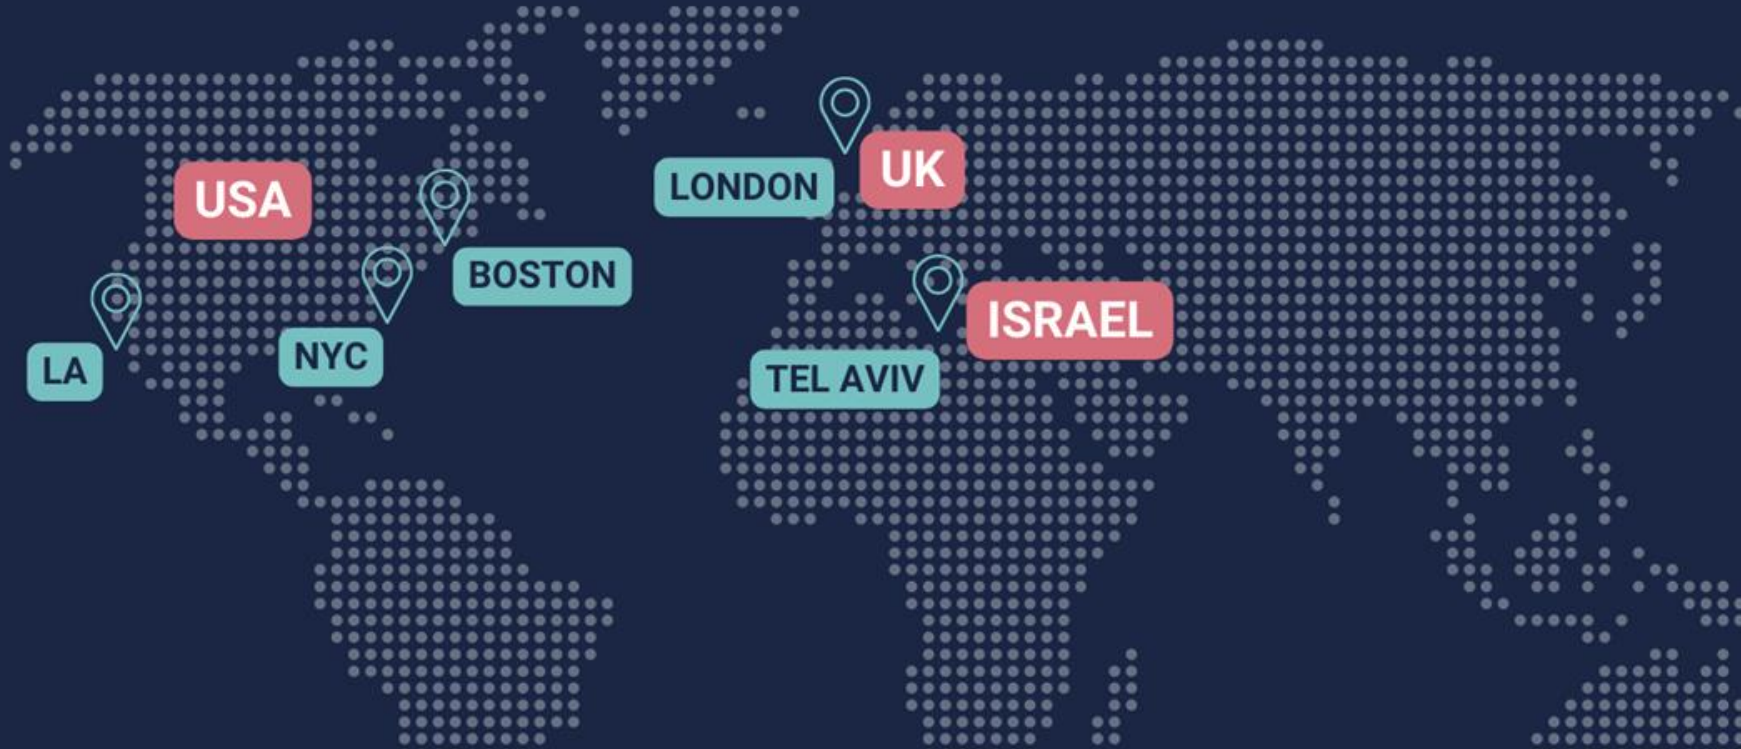 USA
BOSTON
LA
NYC
LONDON
UK
ISRAEL
TEL AVIV